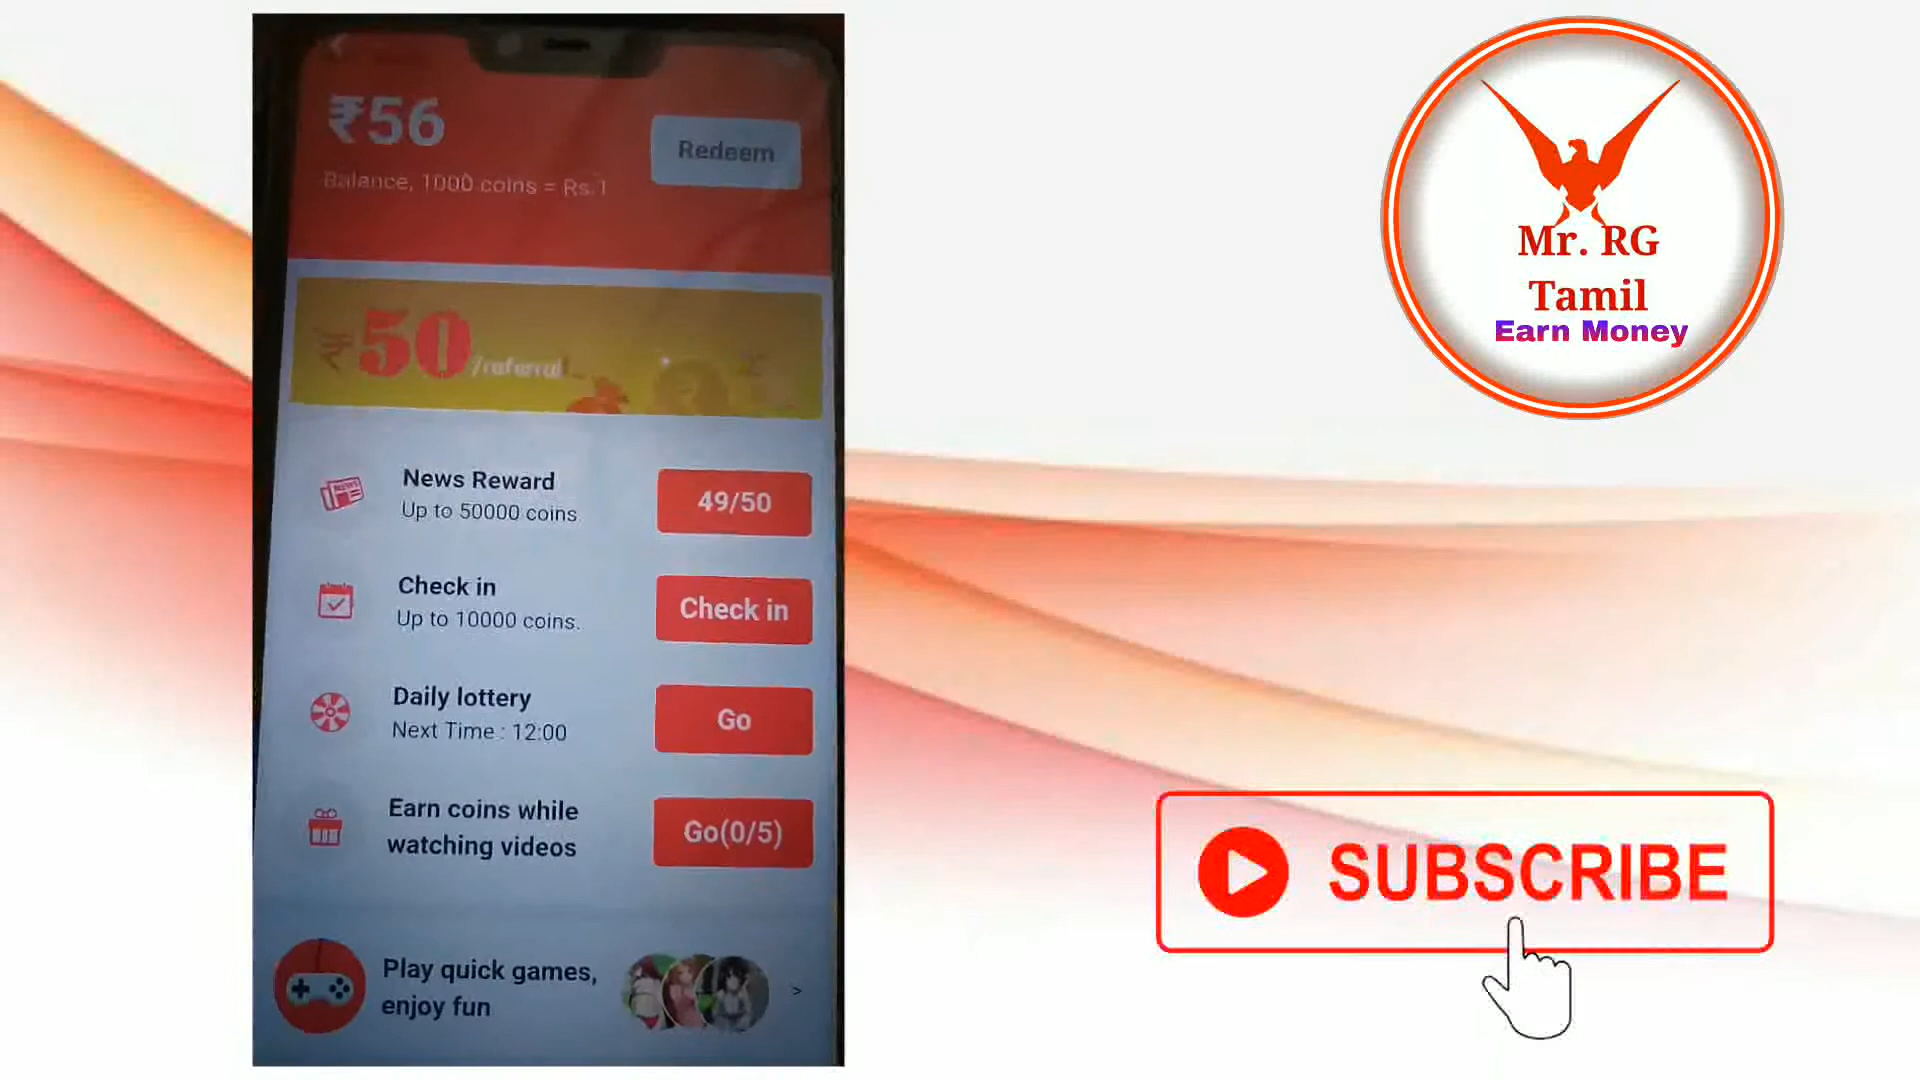 ₹56
Redeem
Balance, 1000 coins = Rs.1
₹50/referral
News Reward
Up to 50000 coins
49/50
Check in
Up to 10000 coins.
Check in
Daily lottery
Next Time : 12:00
Go
Earn coins while
watching videos
Go(0/5)
Play quick games,
enjoy fun
>
Mr. RG
Tamil
Earn Money
SUBSCRIBE